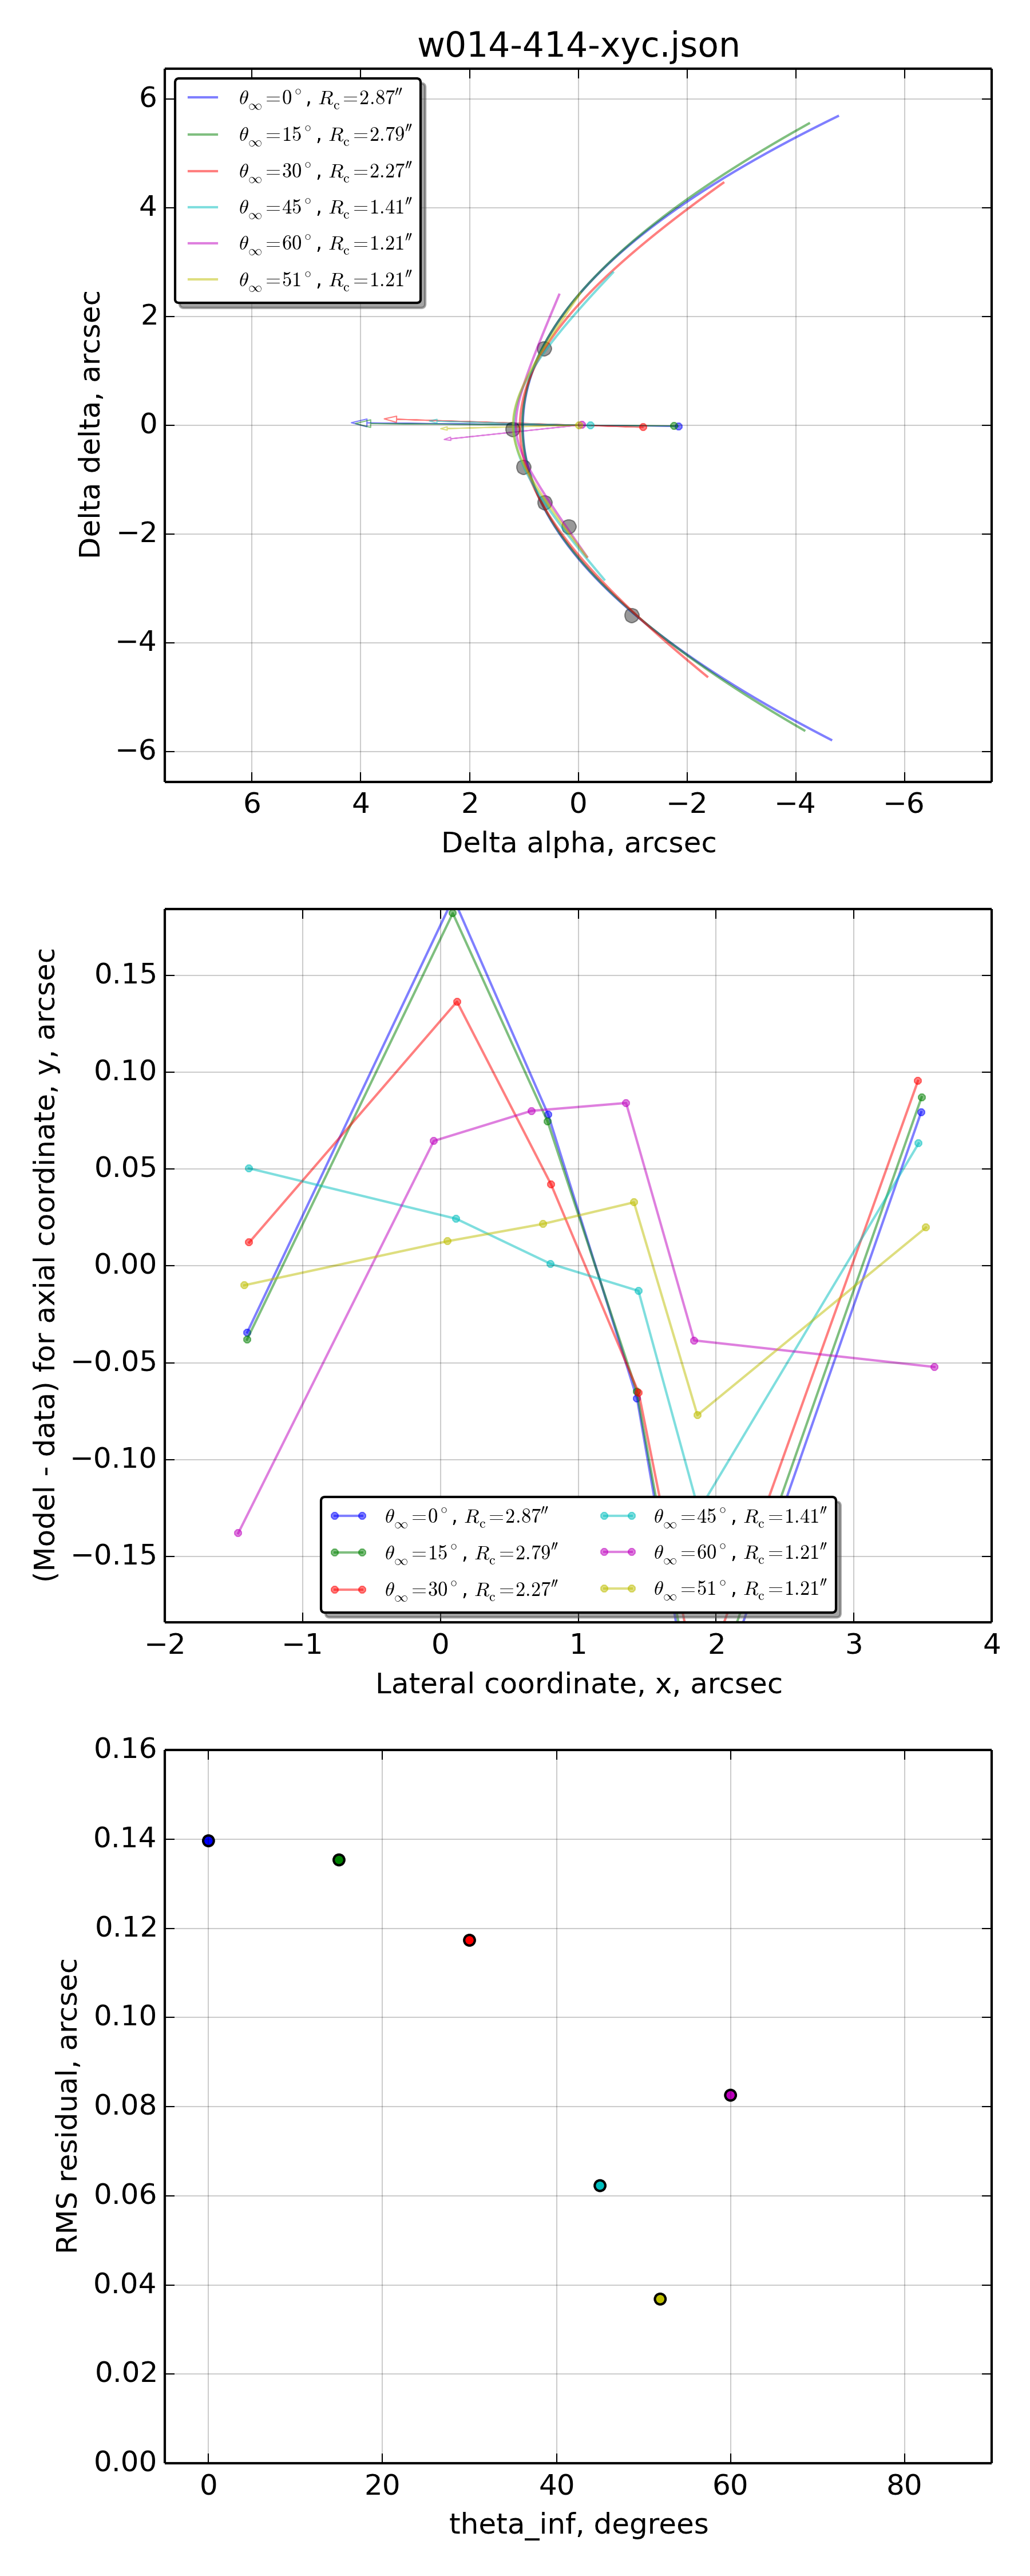 w014-414-xyc.json
θ∞=0°, Rc=2.87″
θ∞=15°, Rc=2.79″
θ∞=30°, Rc=2.27″
θ∞=45°, Rc=1.41″
θ∞=60°, Rc=1.21″
θ∞=51°, Rc=1.21″
6
4
2
0
−2
−4
−6
Delta delta, arcsec
6 4 2 0 −2 −4 −6
Delta alpha, arcsec
0.15
0.10
0.05
0.00
−0.05
−0.10
−0.15
(Model - data) for axial coordinate, y, arcsec
θ∞=0°, Rc=2.87″ θ∞=45°, Rc=1.41″
θ∞=15°, Rc=2.79″ θ∞=60°, Rc=1.21″
θ∞=30°, Rc=2.27″ θ∞=51°, Rc=1.21″
−2 −1 0 1 2 3 4
Lateral coordinate, x, arcsec
0.16
0.14
0.12
0.10
0.08
0.06
0.04
0.02
0.00
RMS residual, arcsec
0 20 40 60 80
theta_inf, degrees